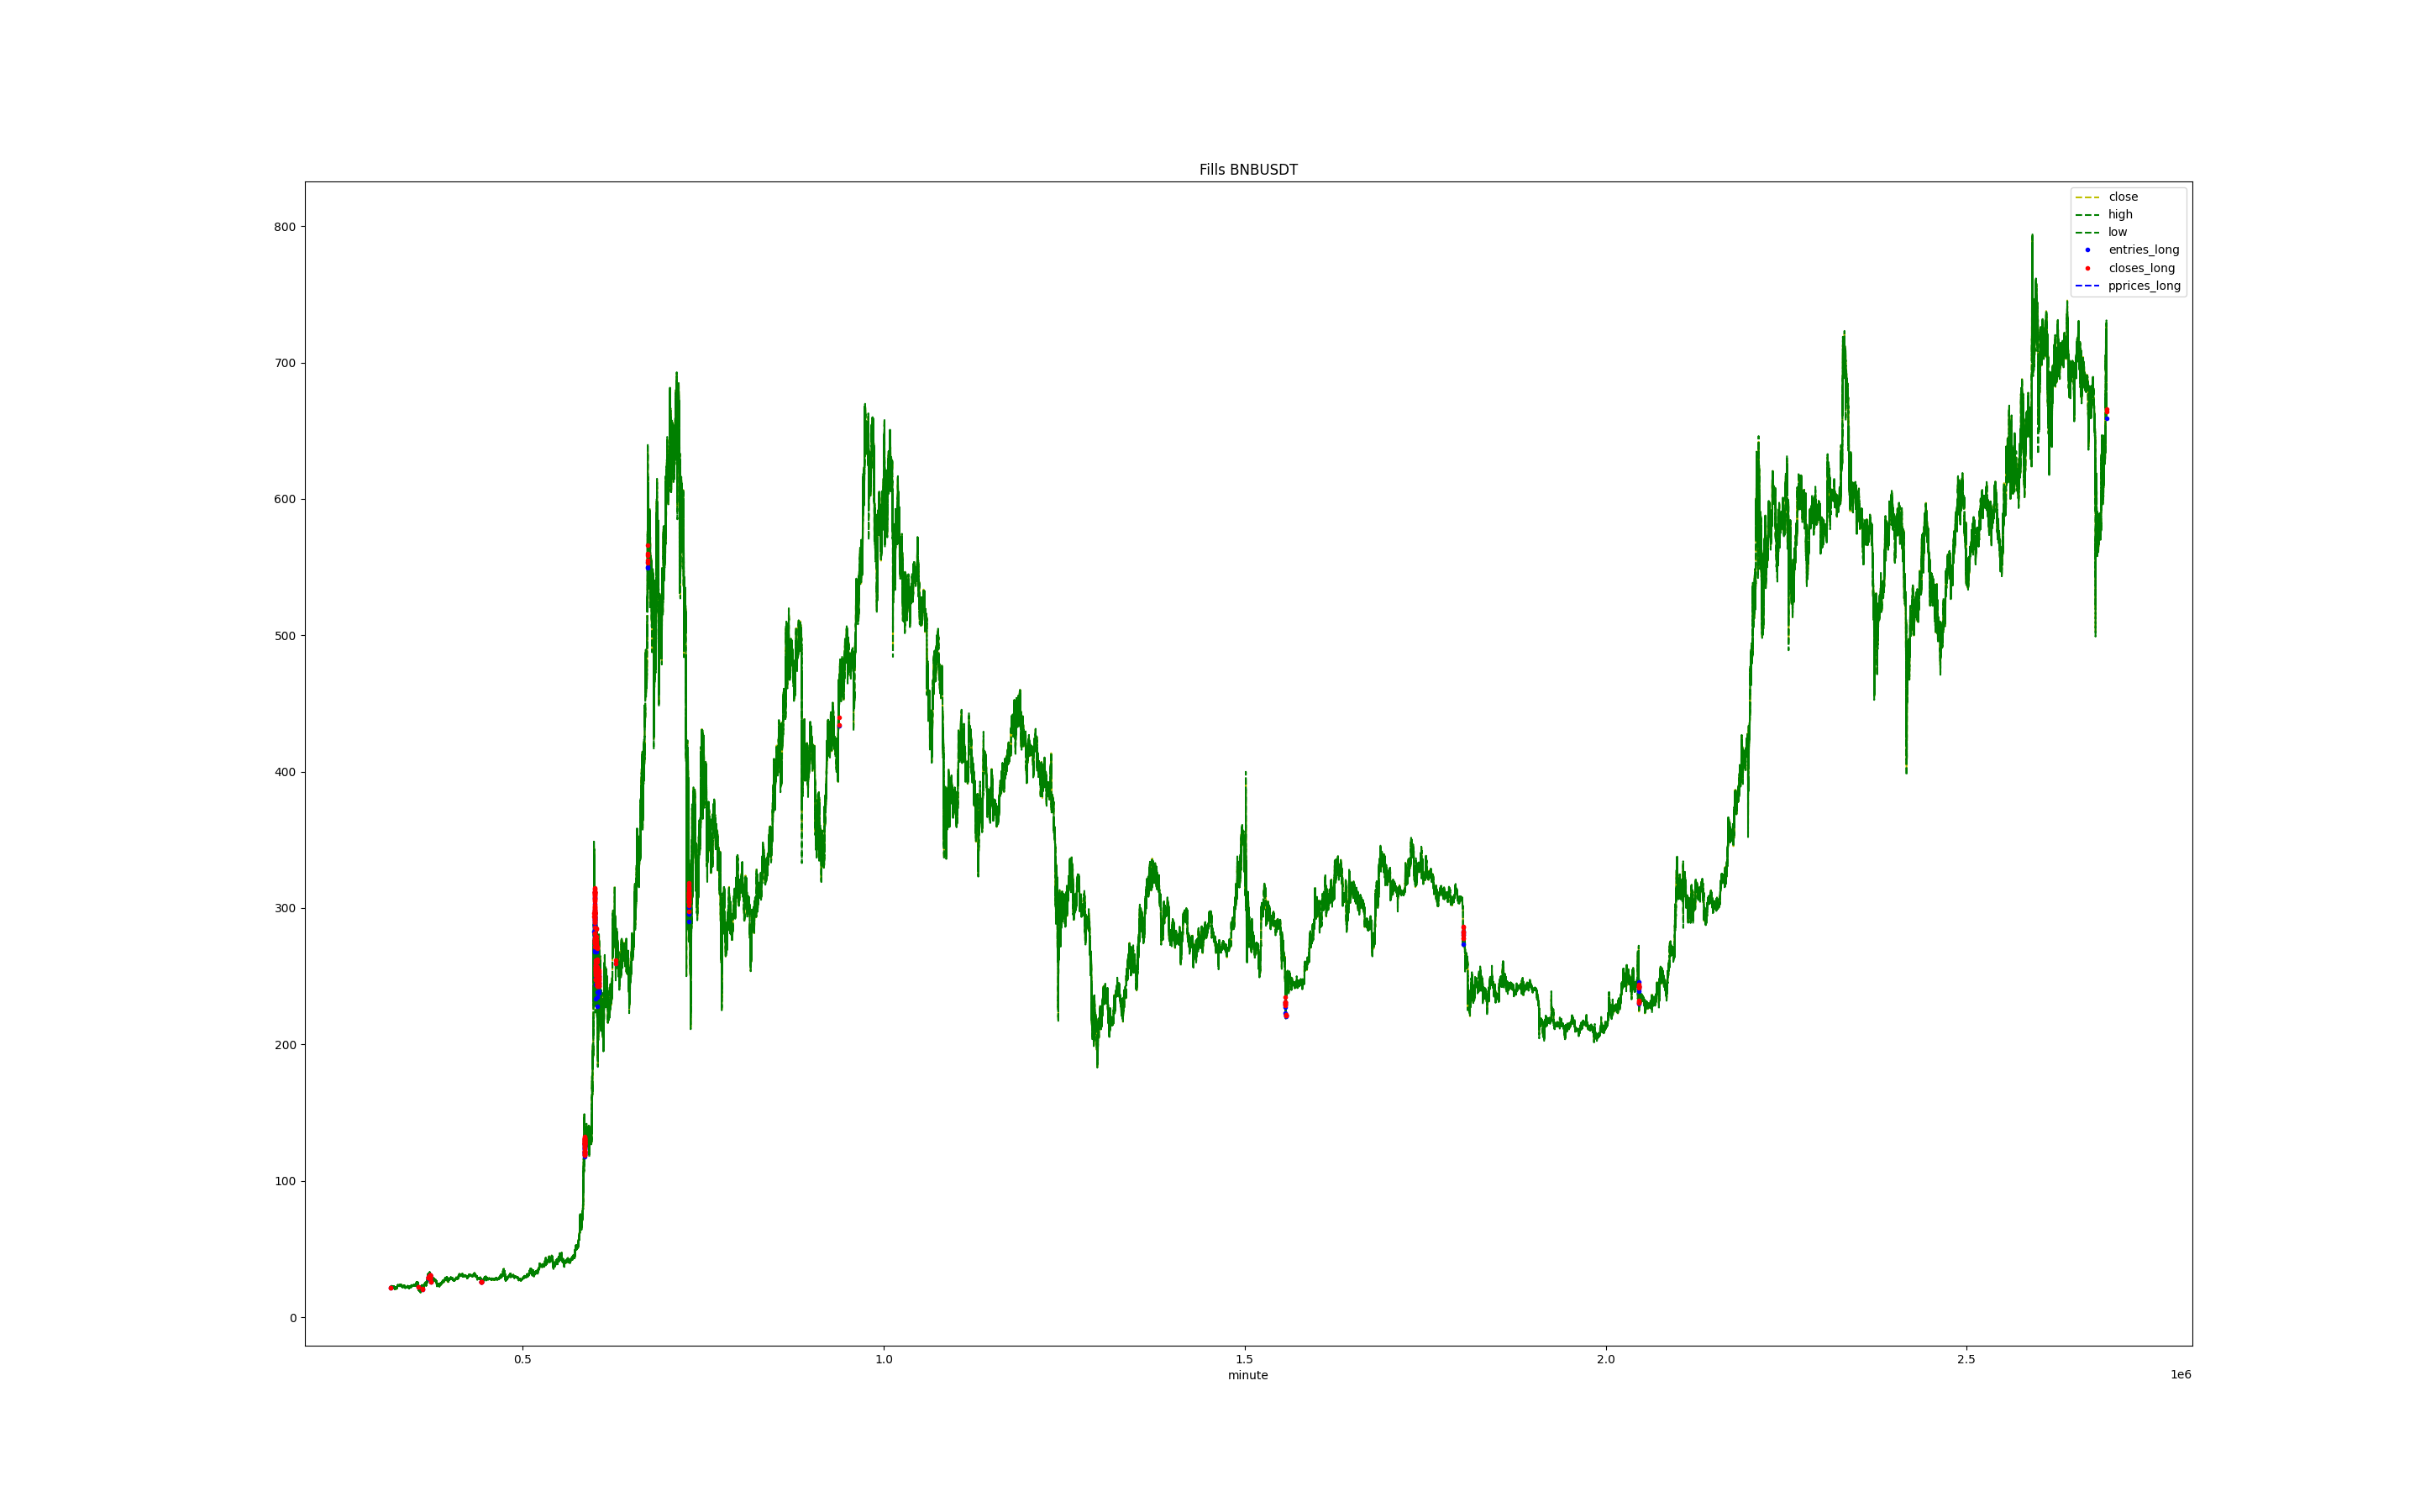 Fills BNBUSDT
close
high
low
entries_long
closes_long
pprices_long
800
700
600
500
400
300
200
100
0
0.5 1.0 1.5 2.0 2.5
minute
1e6